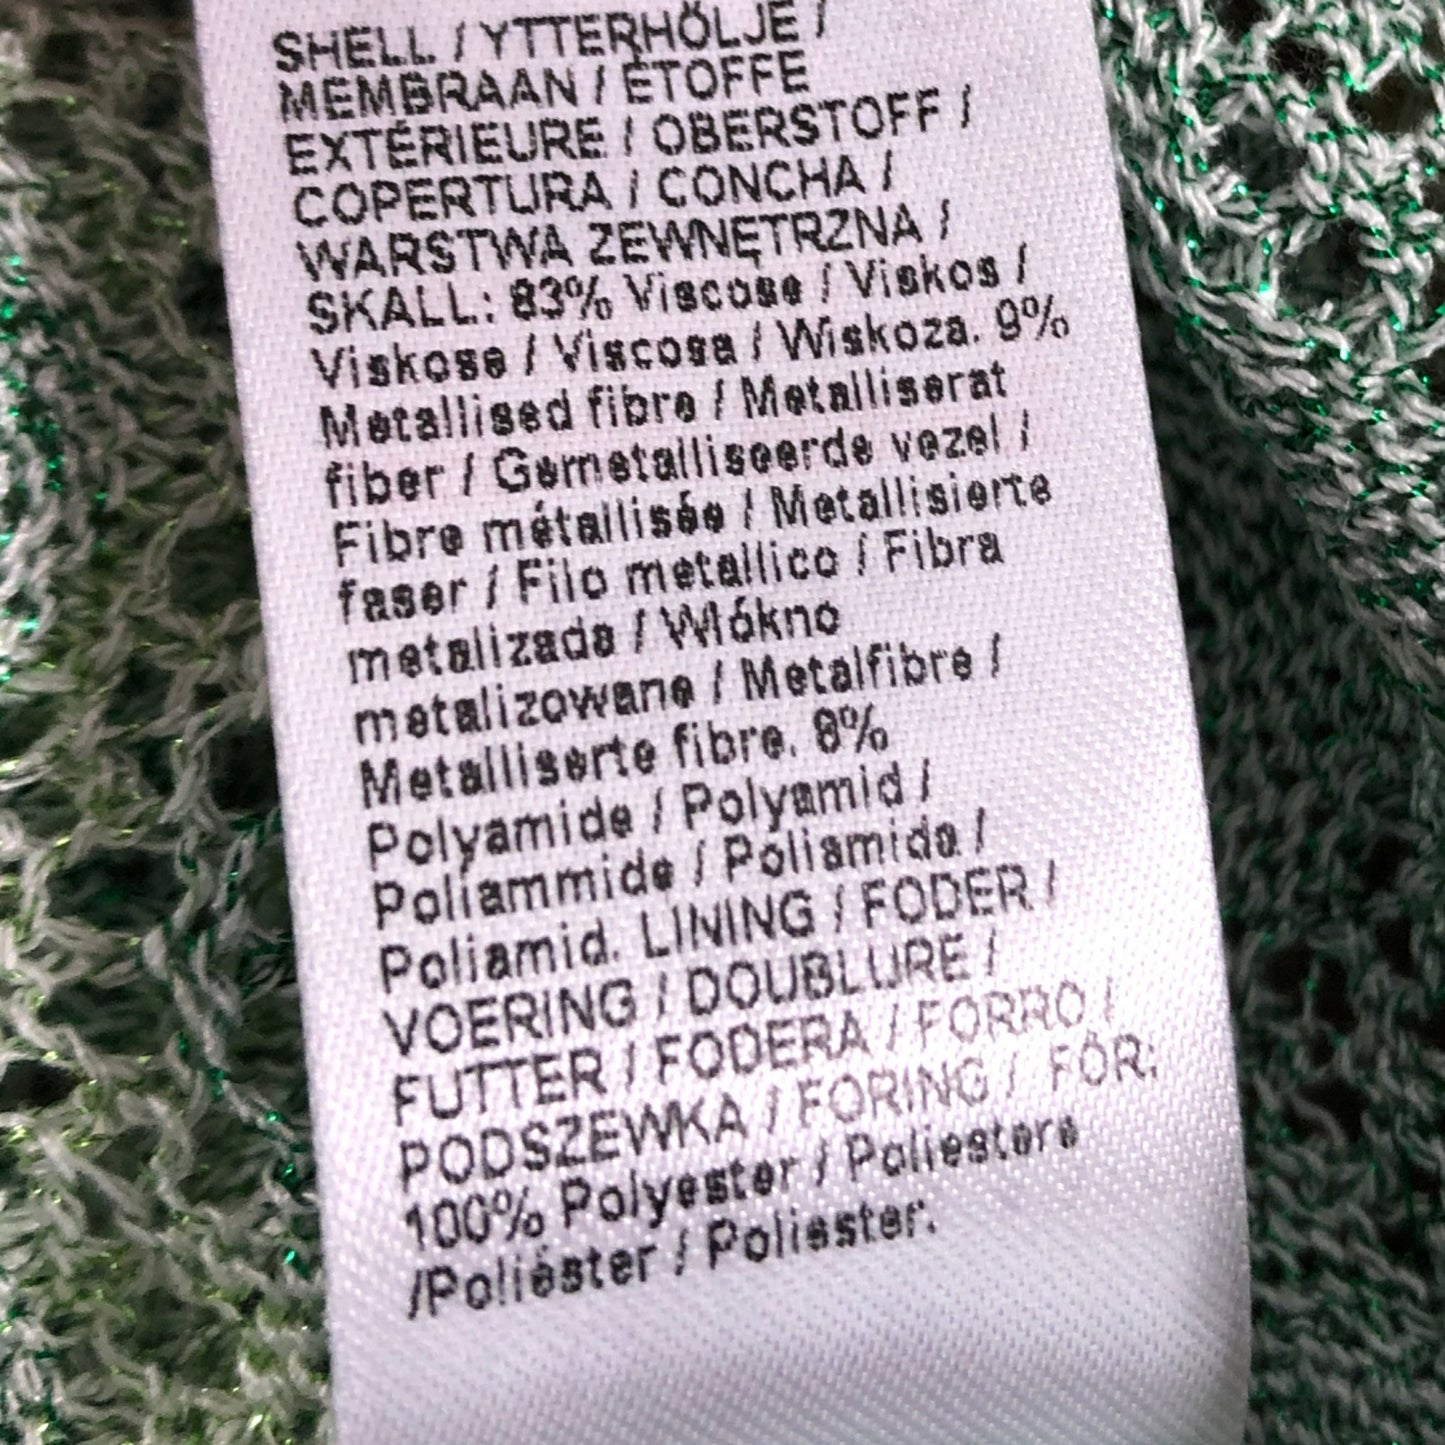 SHELL / YTTERHÖLJE /
MEMBRAAN / ÉTOFFE
EXTÉRIEURE / OBERSTOFF /
COPERTURA / CONCHA /
WARSTWA ZEWNĘTRZNA /
SKALL: 83% Viscose / Viskos /
Viskose / Viscosa / Wiskoza. 9%
Metallised fibre / Metalliserat
fiber / Gemetalliseerde vezel /
Fibre métallisée / Metallisierte
faser / Filo metallico / Fibra
metalizada / Włókno
metalizowane / Metalfibre /
Metalliserte fibre. 8%
Polyamide / Polyamid /
Poliammide / Poliamida /
Poliamid. LINING / FODER /
VOERING / DOUBLURE /
FUTTER / FODERA / FORRO /
PODSZEWKA / FORING / FÔR:
100% Polyester / Poliestere
/Poliéster / Poliester.